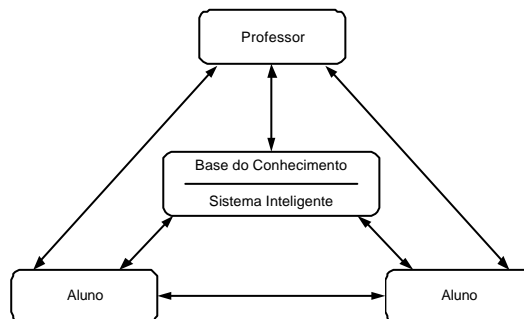 Professor
Base do Conhecimento
Sistema Inteligente
Aluno
Aluno